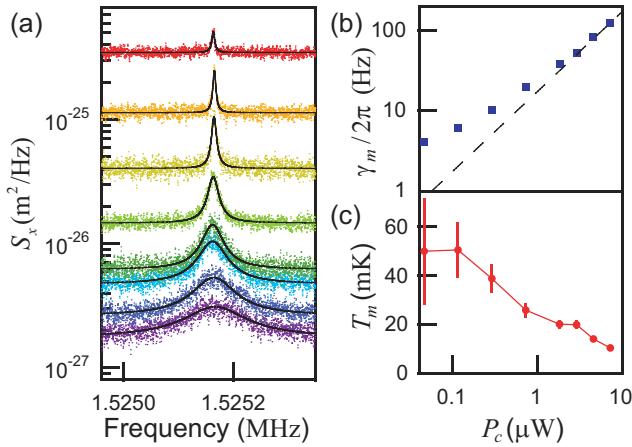 (a)
S_x (m²/Hz)
10⁻²⁵
10⁻²⁶
10⁻²⁷
1.5250
1.5252
Frequency (MHz)
(b)
γ_m/2π (Hz)
100
10
1
(c)
T_m (mK)
60
40
20
0
0.1
1
10
P_c (μW)